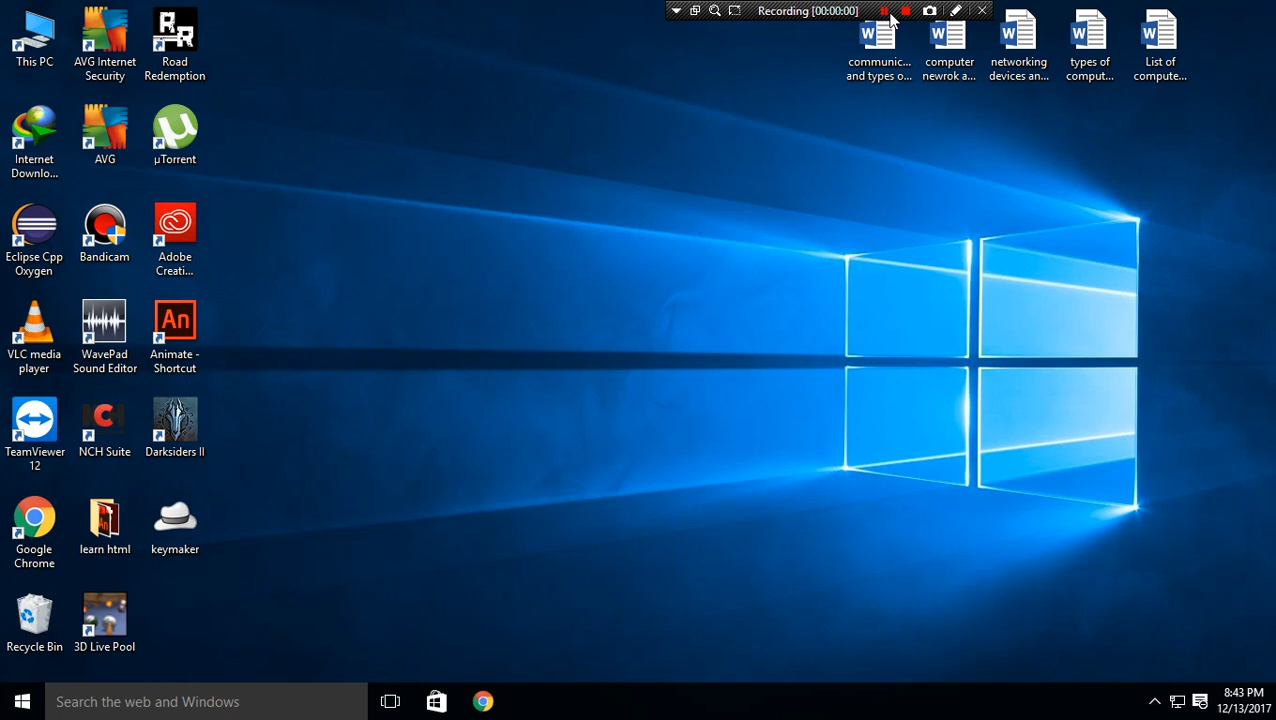 Recording [00:00:00]
This PC
AVG Internet
Security
Road
Redemption
communic...
and types o...
computer
newrok a...
networking
devices an...
types of
comput...
List of
compute...
Internet
Downlo...
AVG
µTorrent
Eclipse Cpp
Oxygen
Bandicam
Adobe
Creati...
An
VLC media
player
WavePad
Sound Editor
Animate -
Shortcut
TeamViewer
12
NCH Suite
Darksiders II
Google
Chrome
learn html
keymaker
Recycle Bin
3D Live Pool
Search the web and Windows
8:43 PM
12/13/2017